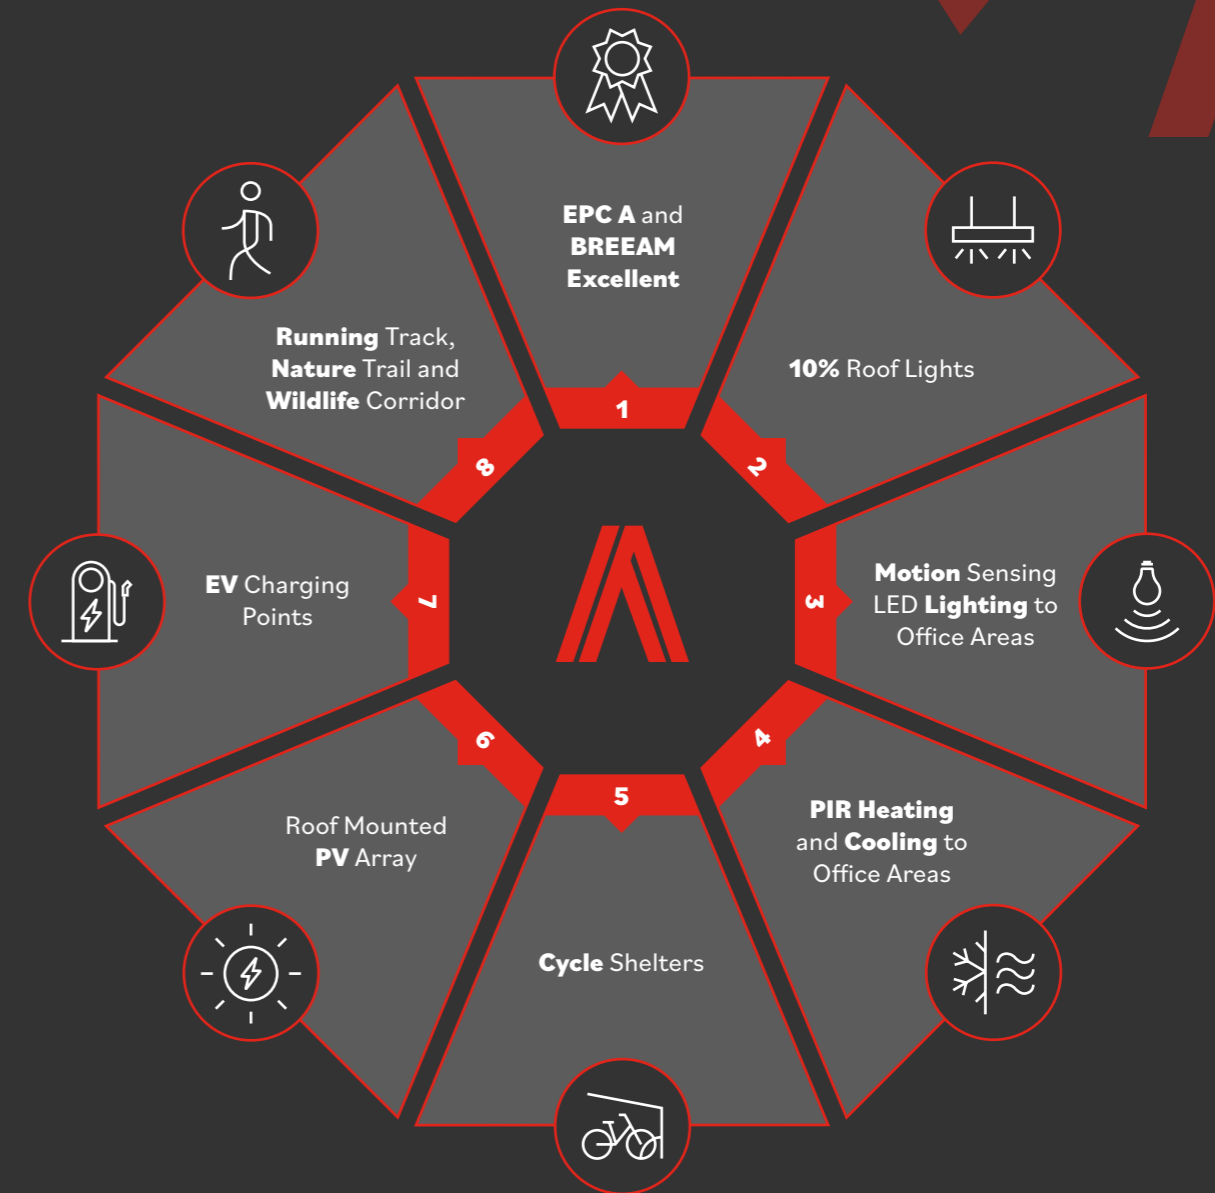 EPC A and
BREEAM
Excellent
1
10% Roof Lights
2
Motion Sensing
LED Lighting to
Office Areas
3
PIR Heating
and Cooling to
Office Areas
4
Cycle Shelters
5
Roof Mounted
PV Array
6
EV Charging
Points
7
Running Track,
Nature Trail and
Wildlife Corridor
8